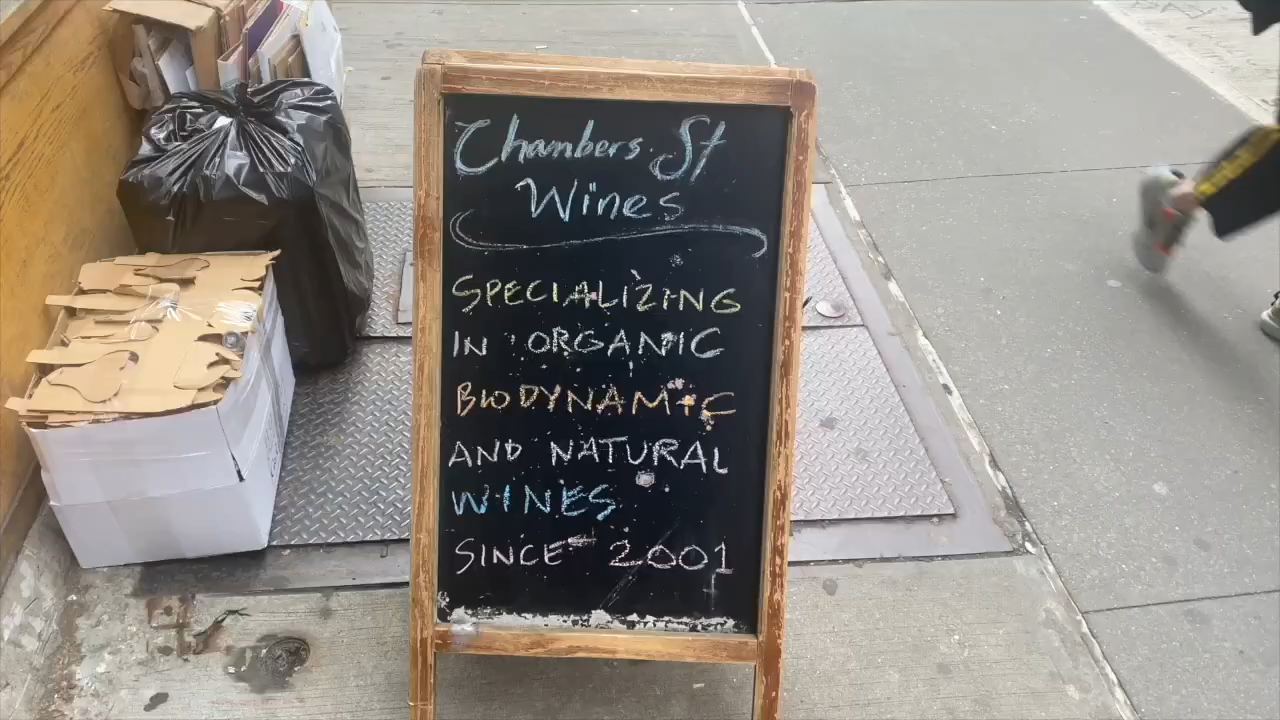 Chambers St
Wines
SPECIALIZING
IN ORGANIC
BIODYNAMIC
AND NATURAL
WINES
SINCE 2001